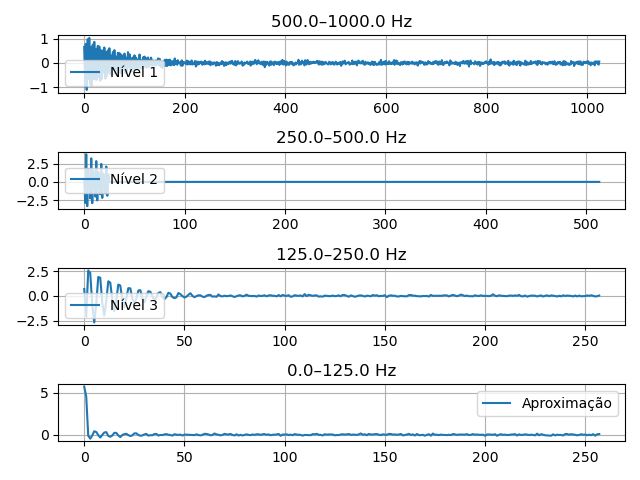 500.0–1000.0 Hz
1
0
−1
Nível 1
0 200 400 600 800 1000
250.0–500.0 Hz
2.5
0.0
−2.5
Nível 2
0 100 200 300 400 500
125.0–250.0 Hz
2.5
0.0
−2.5
Nível 3
0 50 100 150 200 250
0.0–125.0 Hz
5
0
Aproximação
0 50 100 150 200 250